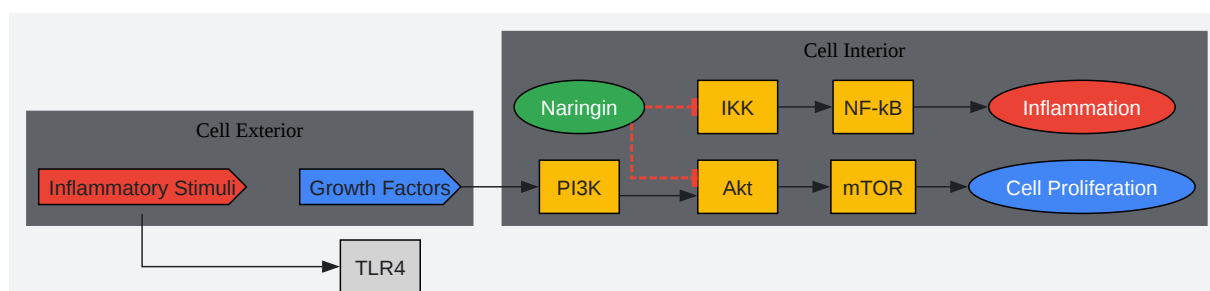 Cell Interior
Naringin
IKK
NF-kB
Inflammation
Cell Exterior
Inflammatory Stimuli
Growth Factors
PI3K
Akt
mTOR
Cell Proliferation
TLR4